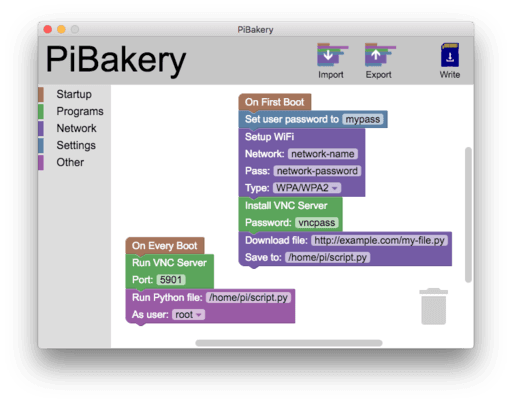 PiBakery
PiBakery
Import
Export
Write
Startup
Programs
Network
Settings
Other
On First Boot
Set user password to mypass
Setup WiFi
Network: network-name
Pass: network-password
Type: WPA/WPA2
Install VNC Server
Password: vncpass
Download file: http://example.com/my-file.py
Save to: /home/pi/script.py
On Every Boot
Run VNC Server
Port: 5901
Run Python file: /home/pi/script.py
As user: root